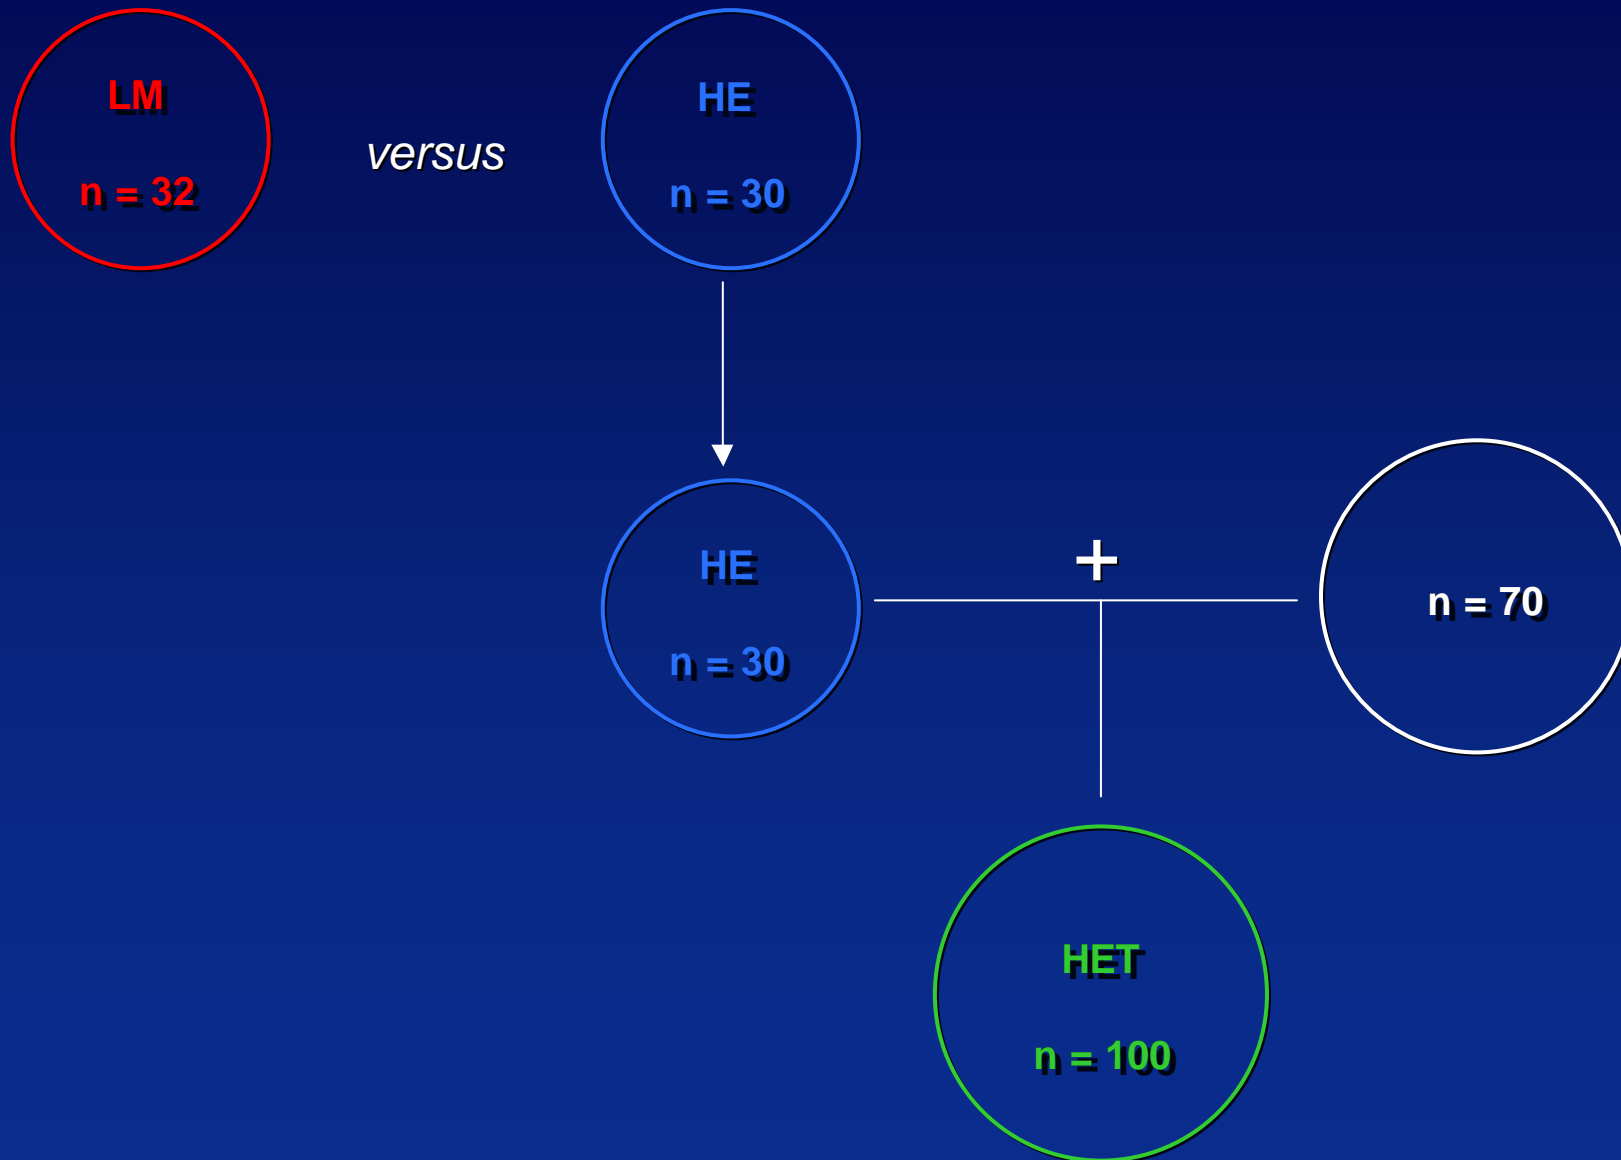 LM
n = 32
versus
HE
n = 30
HE
n = 30
+
n = 70
HET
n = 100